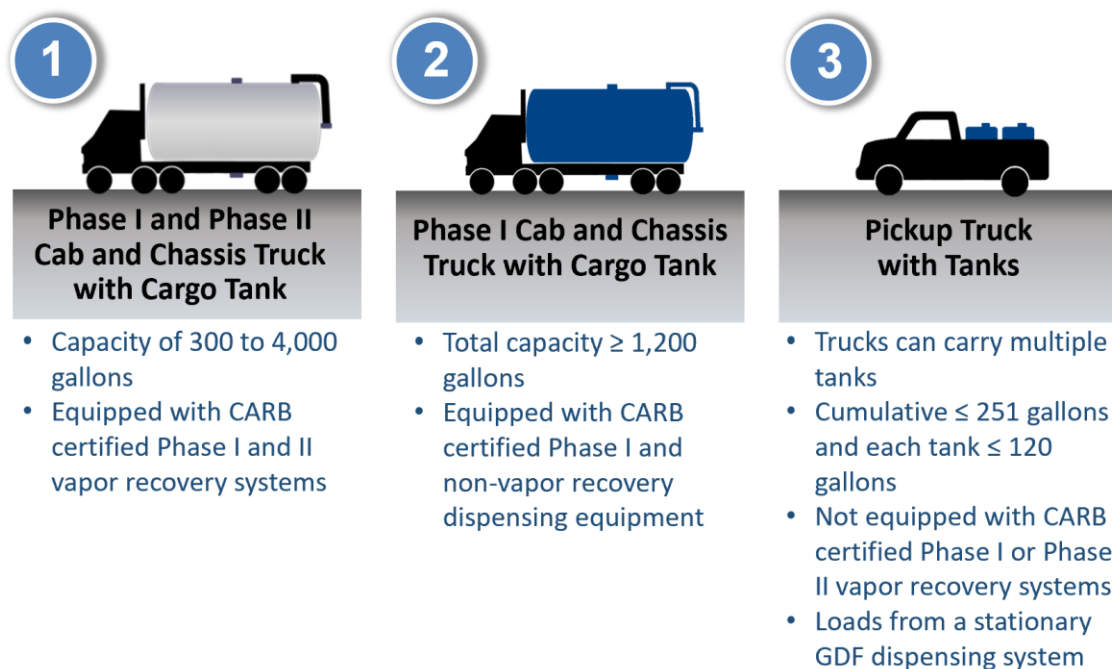 1
Phase I and Phase II
Cab and Chassis Truck
with Cargo Tank
• Capacity of 300 to 4,000
gallons
• Equipped with CARB
certified Phase I and II
vapor recovery systems
2
Phase I Cab and Chassis
Truck with Cargo Tank
• Total capacity ≥ 1,200
gallons
• Equipped with CARB
certified Phase I and
non-vapor recovery
dispensing equipment
3
Pickup Truck
with Tanks
• Trucks can carry multiple
tanks
• Cumulative ≤ 251 gallons
and each tank ≤ 120
gallons
• Not equipped with CARB
certified Phase I or Phase
II vapor recovery systems
• Loads from a stationary
GDF dispensing system